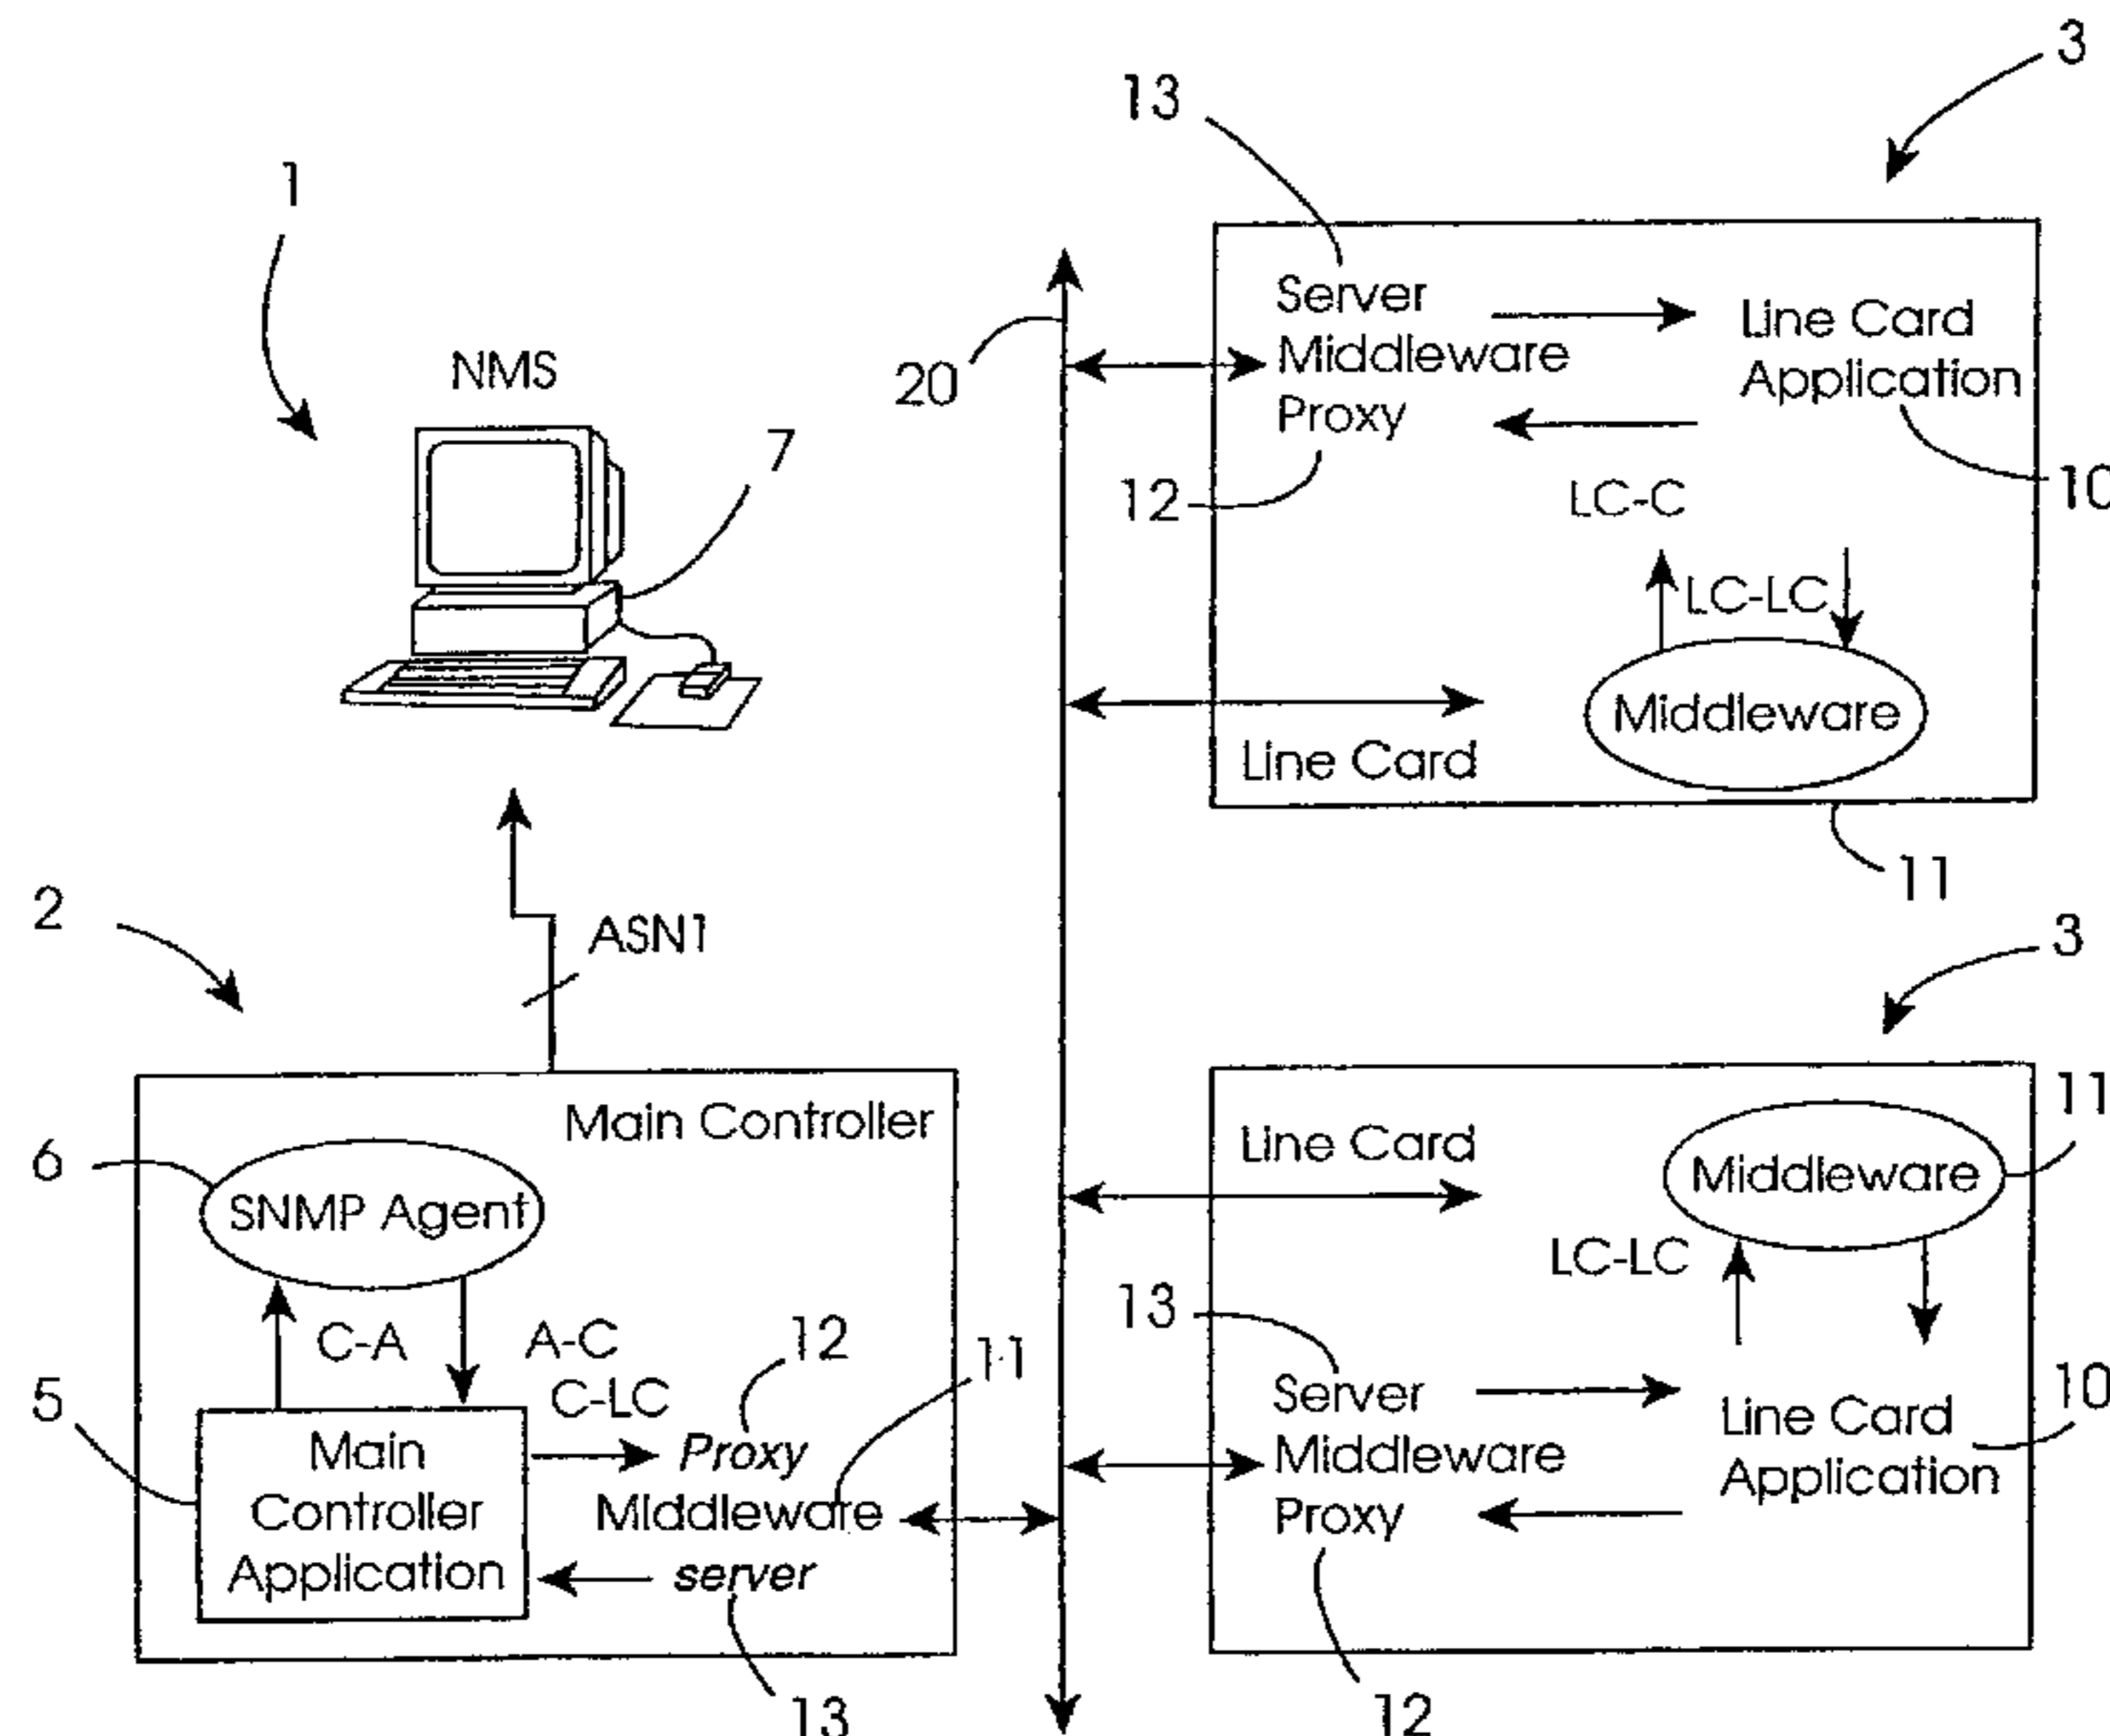 3
13
1
Server
Middleware
Proxy
Line Card
Application
20
NMS
7
12
LC-C
10
LC-LC
Middleware
Line Card
11
2
ASN1
3
Main Controller
11
6
SNMP Agent
Line Card
Middleware
LC-LC
13
C-A
A-C
12
C-LC
11
5
Main
Controller
Application
Proxy
Middleware
server
Server
Middleware
Proxy
Line Card
Application
10
13
12